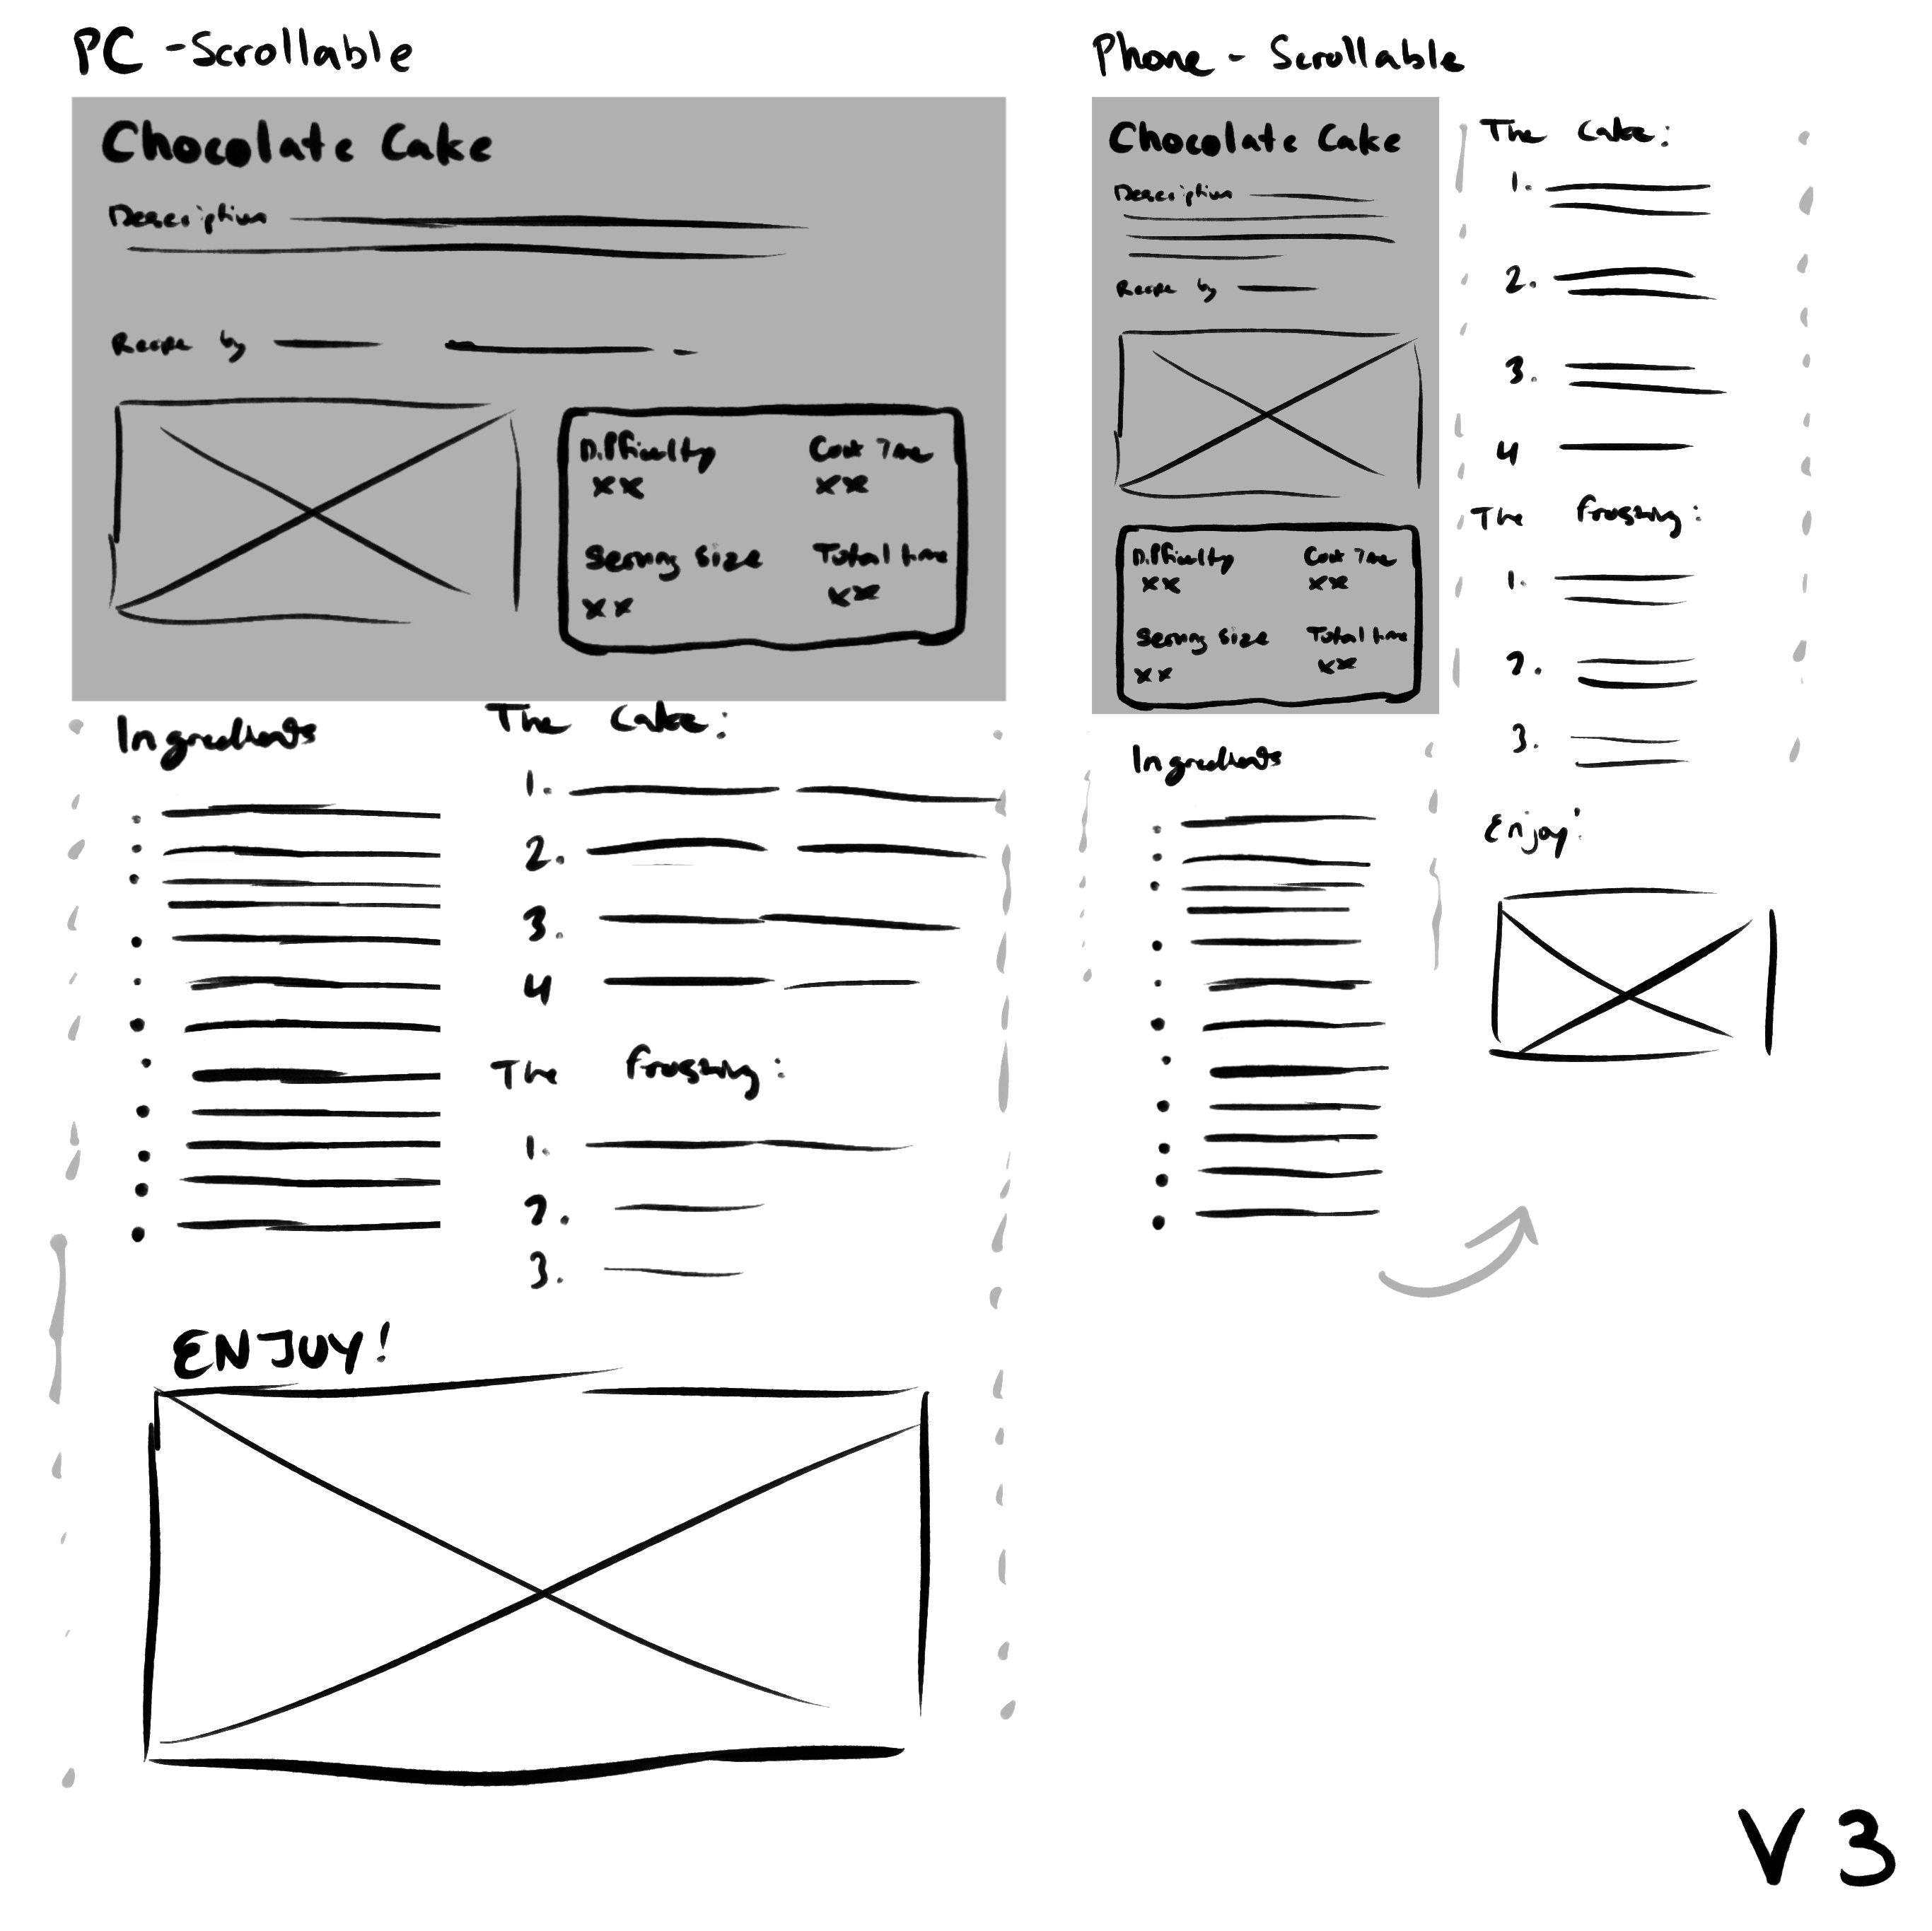 PC - Scrollable
Chocolate Cake
Description
Recipe by
Difficulty Cook Time
xx xx
Serving Size Total time
xx xx
Ingredients
The Cake:
1.
2.
3.
4
The frosting:
1.
2.
3.
ENJOY!
Phone - Scrollable
Chocolate Cake
Description
Recipe by
Difficulty Cook Time
xx xx
Serving Size Total time
xx xx
Ingredients
The Cake:
1.
2.
3.
4
The frosting:
1.
2.
3.
Enjoy!
V3